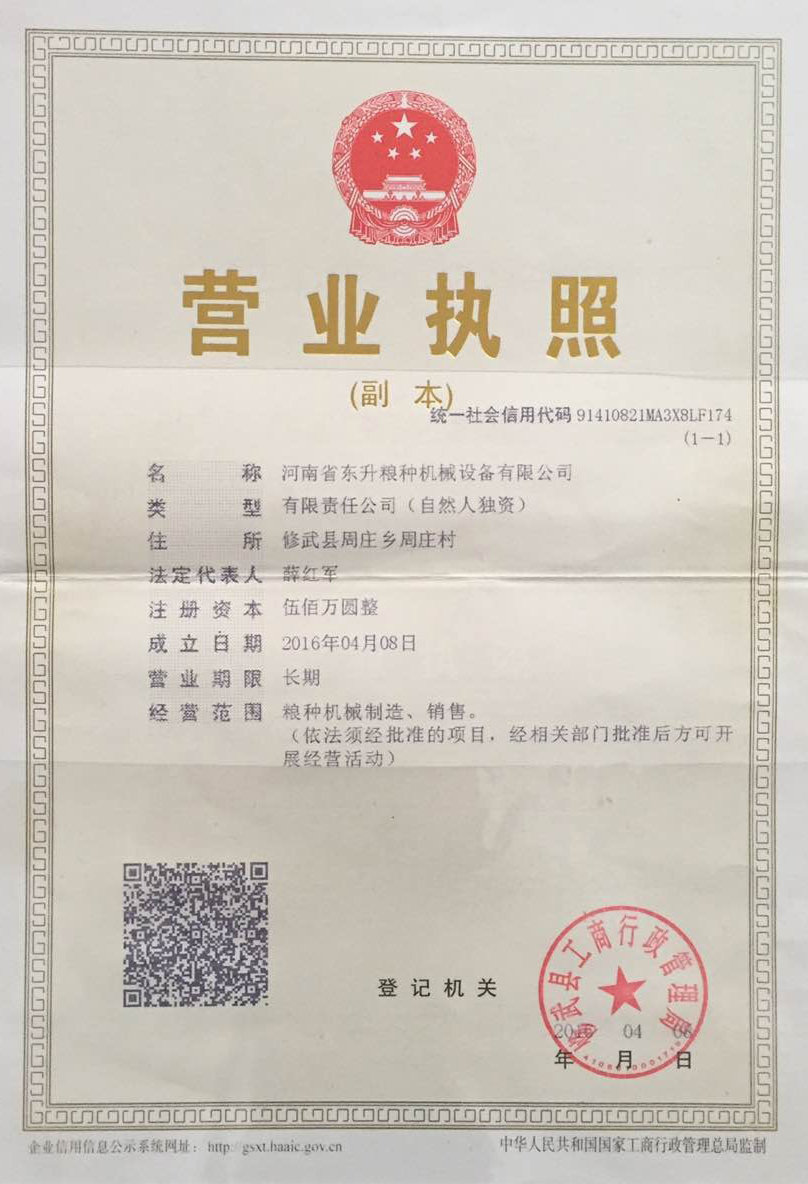 营业执照
(副 本)
统一社会信用代码 91410821MA3X8LF174
(1-1)
名 称 河南省东升粮种机械设备有限公司
类 型 有限责任公司（自然人独资）
住 所 修武县周庄乡周庄村
法定代表人 薛红军
注册资本 伍佰万圆整
成立日期 2016年04月08日
营业期限 长期
经营范围 粮种机械制造、销售。
（依法须经批准的项目，经相关部门批准后方可开
展经营活动）
修武县工商行政管理局
登记机关
2016 04
年 月 日
企业信用信息公示系统网址： http://gsxt.haaic.gov.cn
中华人民共和国国家工商行政管理总局监制